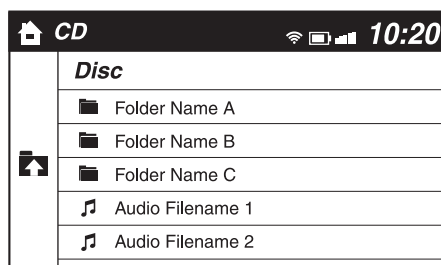 CD 10:20
Disc
Folder Name A
Folder Name B
Folder Name C
Audio Filename 1
Audio Filename 2